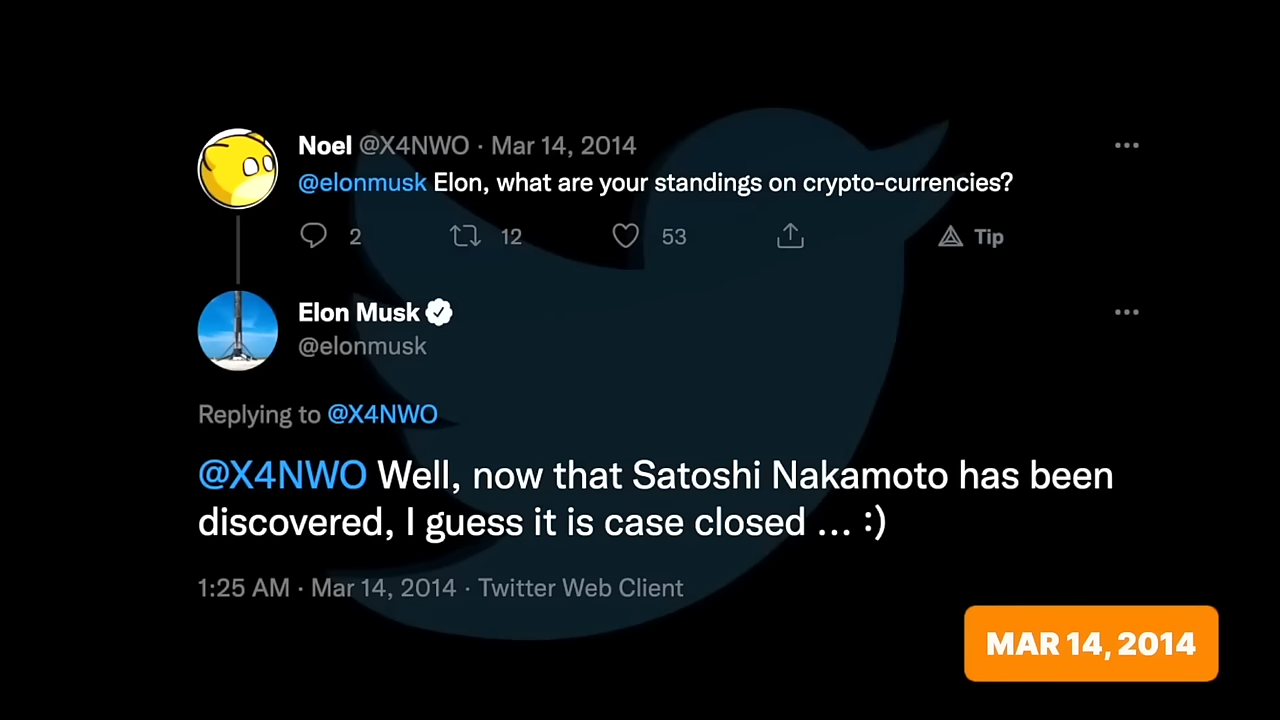 Noel @X4NWO · Mar 14, 2014
@elonmusk Elon, what are your standings on crypto-currencies?
2 12 53 Tip
Elon Musk
@elonmusk
Replying to @X4NWO
@X4NWO Well, now that Satoshi Nakamoto has been
discovered, I guess it is case closed ... :)
1:25 AM · Mar 14, 2014 · Twitter Web Client
MAR 14, 2014